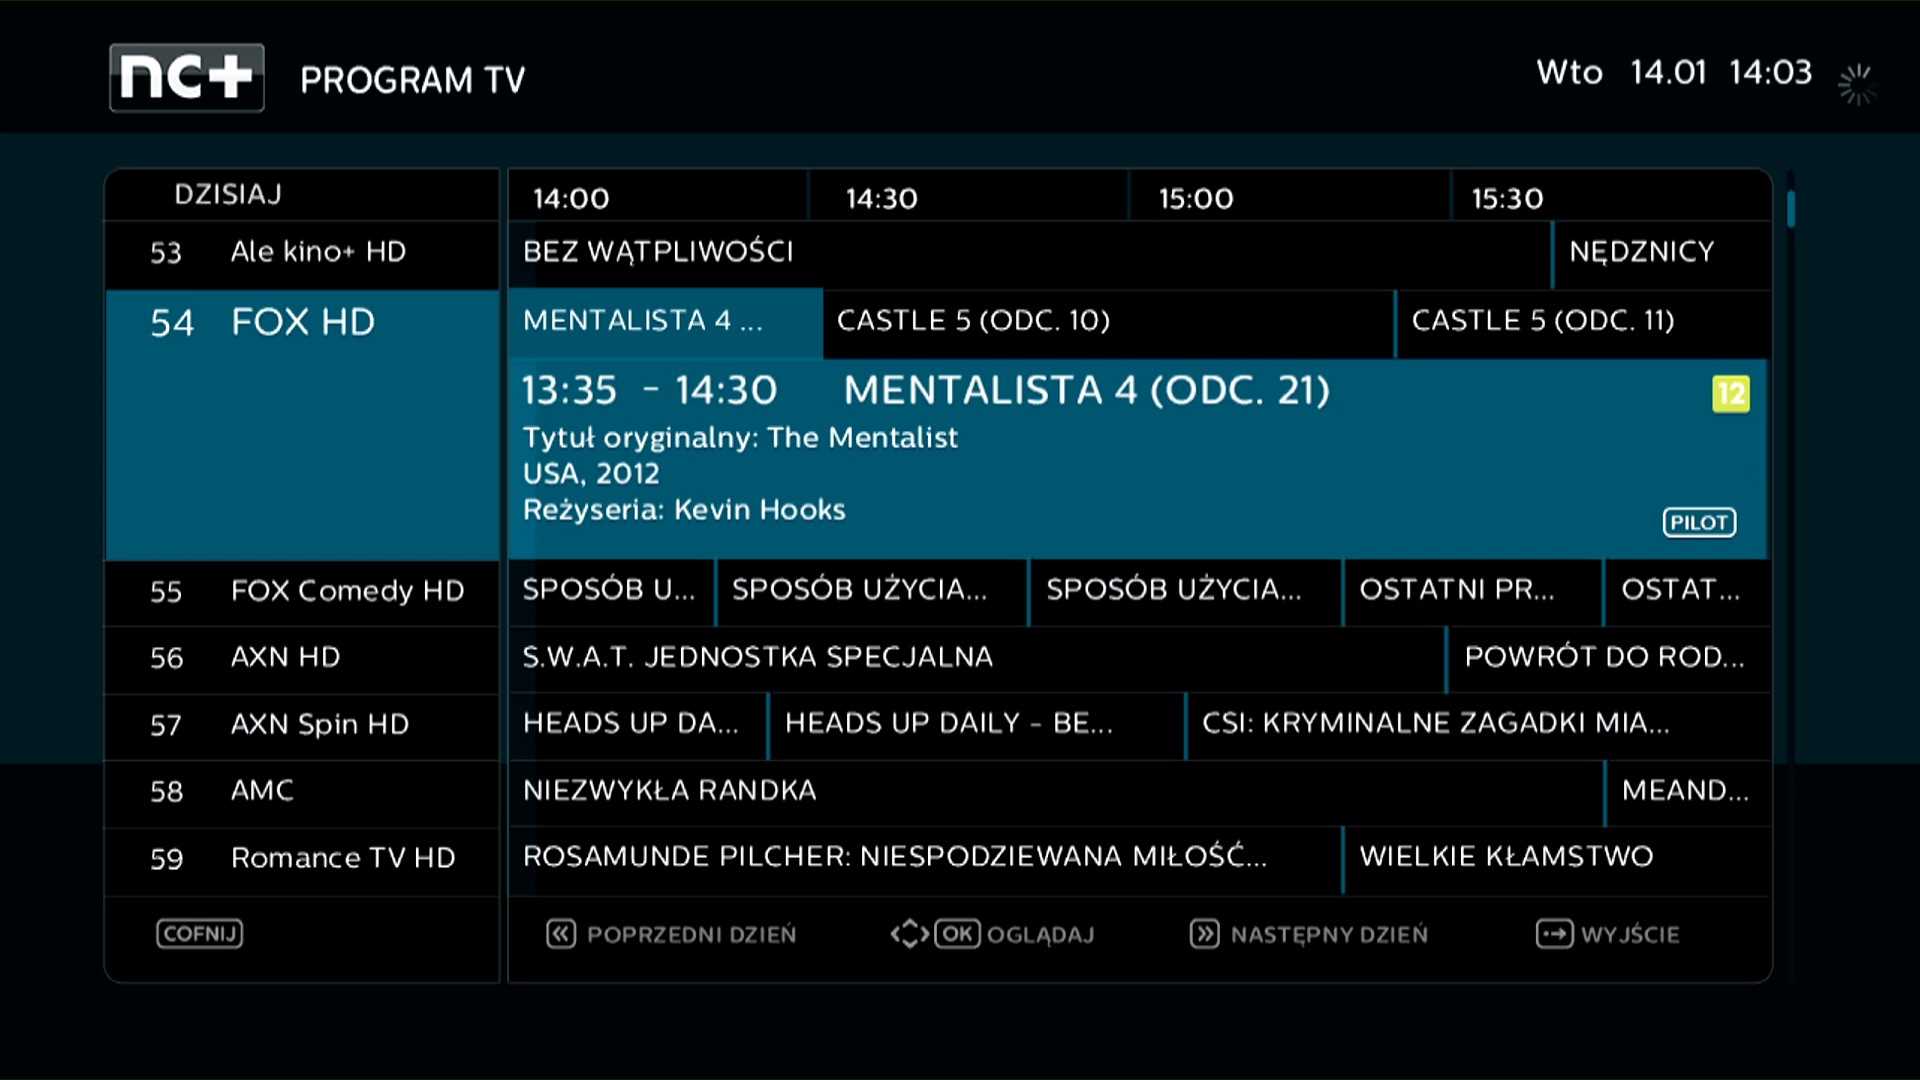 nc+ PROGRAM TV Wto 14.01 14:03
DZISIAJ 14:00 14:30 15:00 15:30
53 Ale kino+ HD BEZ WĄTPLIWOŚCI NĘDZNICY
54 FOX HD MENTALISTA 4 ... CASTLE 5 (ODC. 10) CASTLE 5 (ODC. 11)
13:35 - 14:30 MENTALISTA 4 (ODC. 21) 12
Tytuł oryginalny: The Mentalist
USA, 2012
Reżyseria: Kevin Hooks
PILOT
55 FOX Comedy HD SPOSÓB U... SPOSÓB UŻYCIA... SPOSÓB UŻYCIA... OSTATNI PR... OSTAT...
56 AXN HD S.W.A.T. JEDNOSTKA SPECJALNA POWRÓT DO ROD...
57 AXN Spin HD HEADS UP DA... HEADS UP DAILY - BE... CSI: KRYMINALNE ZAGADKI MIA...
58 AMC NIEZWYKŁA RANDKA MEAND...
59 Romance TV HD ROSAMUNDE PILCHER: NIESPODZIEWANA MIŁOŚĆ... WIELKIE KŁAMSTWO
COFNIJ POPRZEDNI DZIEŃ OK OGLĄDAJ NASTĘPNY DZIEŃ WYJŚCIE